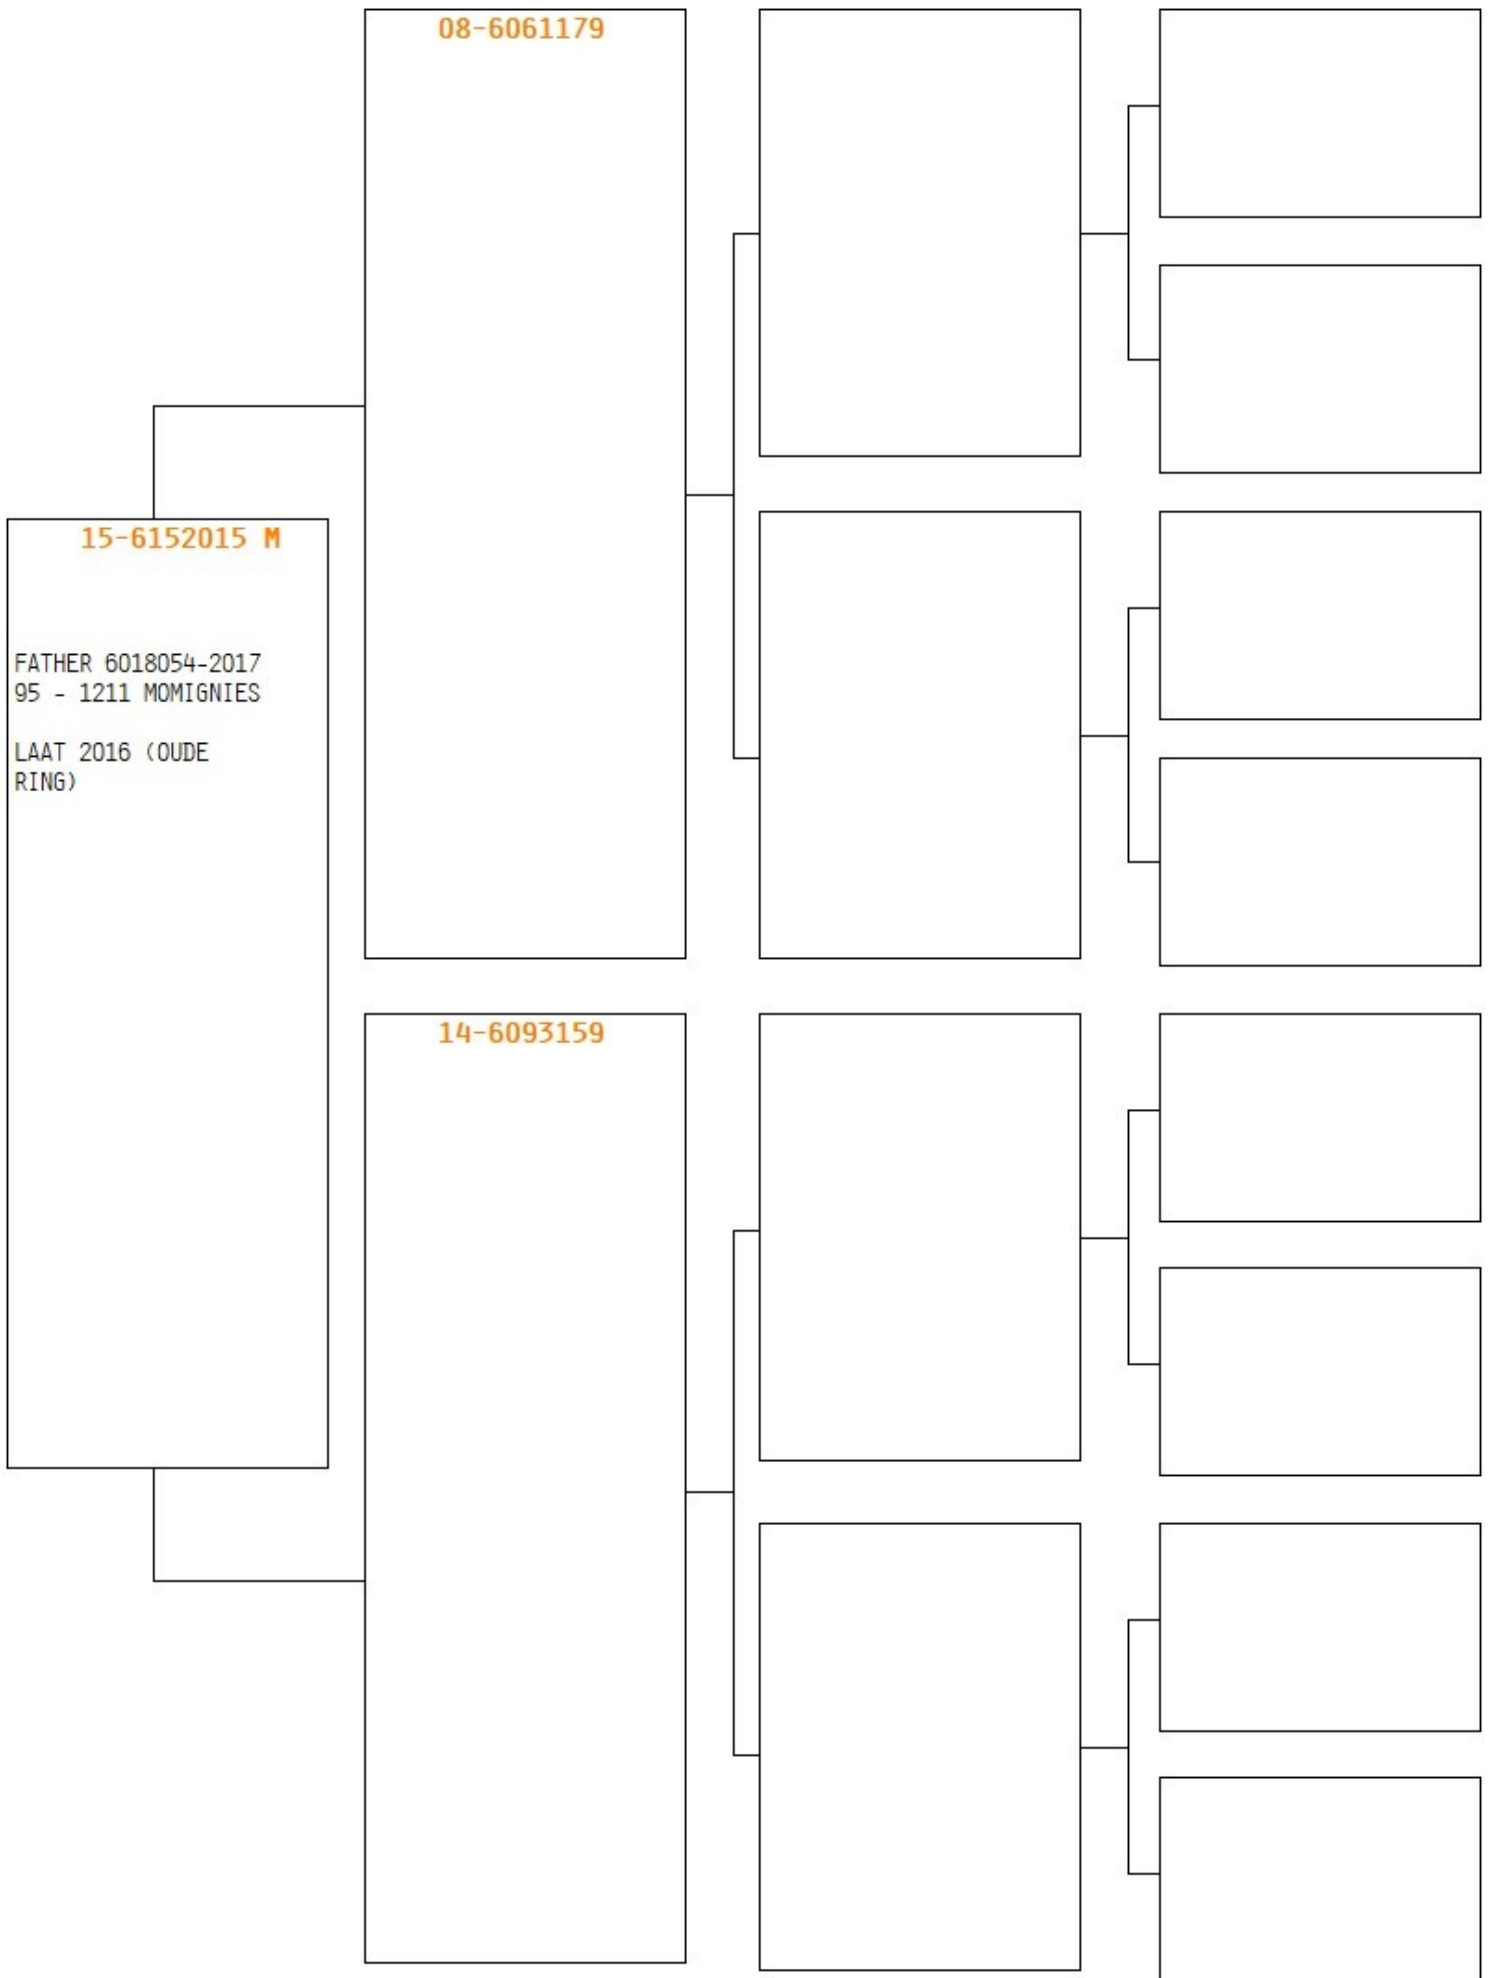 08-6061179
15-6152015 M
FATHER 6018054-2017
95 - 1211 MOMIGNIES
LAAT 2016 (OUDE
RING)
14-6093159